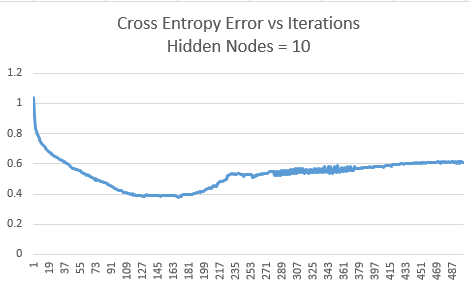 Cross Entropy Error vs Iterations
Hidden Nodes = 10
1.2
1
0.8
0.6
0.4
0.2
0
1 19 37 55 73 91 109 127 145 163 181 199 217 235 253 271 289 307 325 343 361 379 397 415 433 451 469 487